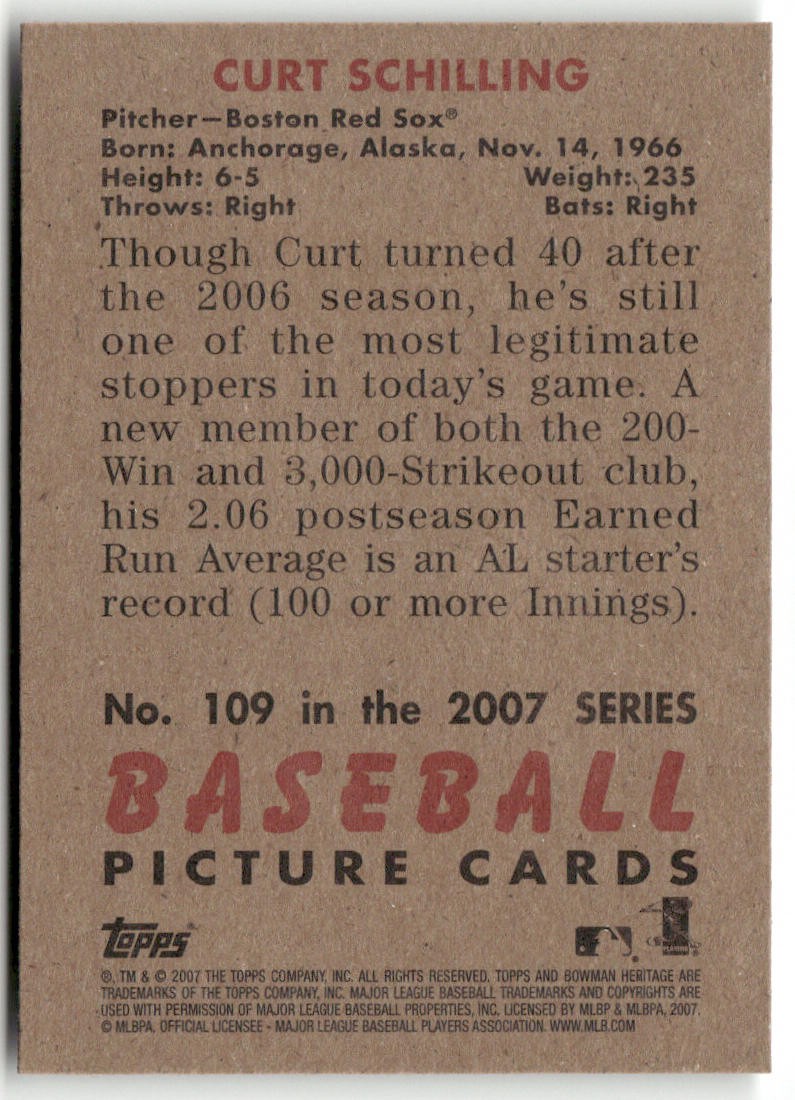 CURT SCHILLING
Pitcher—Boston Red Sox®
Born: Anchorage, Alaska, Nov. 14, 1966
Height: 6-5 Weight: 235
Throws: Right Bats: Right
Though Curt turned 40 after
the 2006 season, he's still
one of the most legitimate
stoppers in today's game. A
new member of both the 200-
Win and 3,000-Strikeout club,
his 2.06 postseason Earned
Run Average is an AL starter's
record (100 or more Innings).
No. 109 in the 2007 SERIES
BASEBALL
PICTURE CARDS
topps
®, TM & © 2007 THE TOPPS COMPANY, INC. ALL RIGHTS RESERVED. TOPPS AND BOWMAN HERITAGE ARE
TRADEMARKS OF THE TOPPS COMPANY, INC. MAJOR LEAGUE BASEBALL TRADEMARKS AND COPYRIGHTS ARE
USED WITH PERMISSION OF MAJOR LEAGUE BASEBALL PROPERTIES, INC. LICENSED BY MLBP & MLBPA, 2007.
© MLBPA, OFFICIAL LICENSEE - MAJOR LEAGUE BASEBALL PLAYERS ASSOCIATION. WWW.MLB.COM